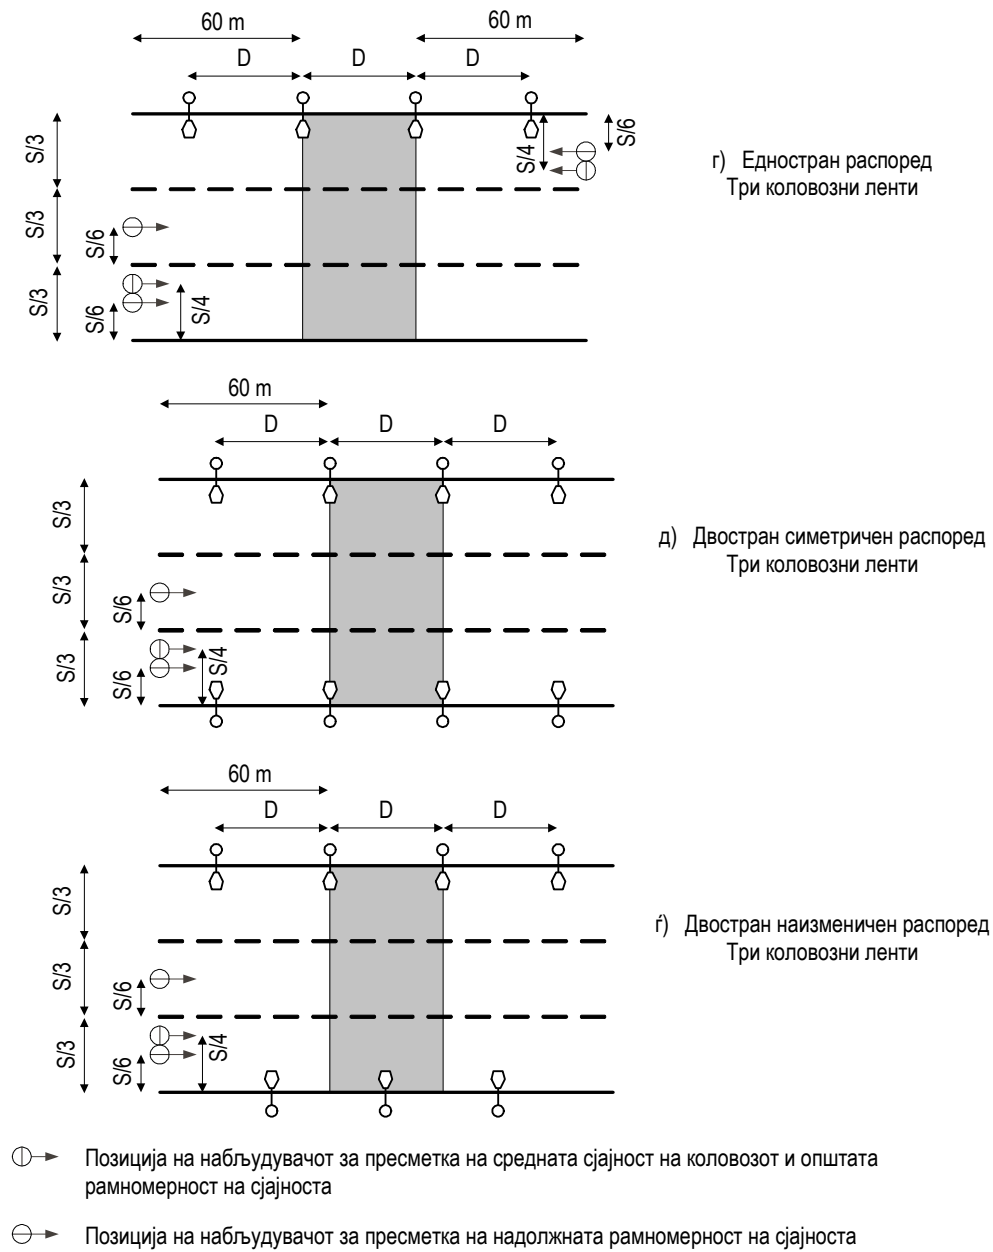 60 m
60 m
D
D
D
S/3
S/3
S/3
S/6
S/6
S/4
S/4
S/6
г) Едностран распоред
Три коловозни ленти
60 m
D
D
D
S/3
S/3
S/3
S/6
S/6
S/4
д) Двостран симетричен распоред
Три коловозни ленти
60 m
D
D
D
S/3
S/3
S/3
S/6
S/6
S/4
ѓ) Двостран наизменичен распоред
Три коловозни ленти
Позиција на набљудувачот за пресметка на средната сјајност на коловозот и општата
рамномерност на сјајноста
Позиција на набљудувачот за пресметка на надолжната рамномерност на сјајноста